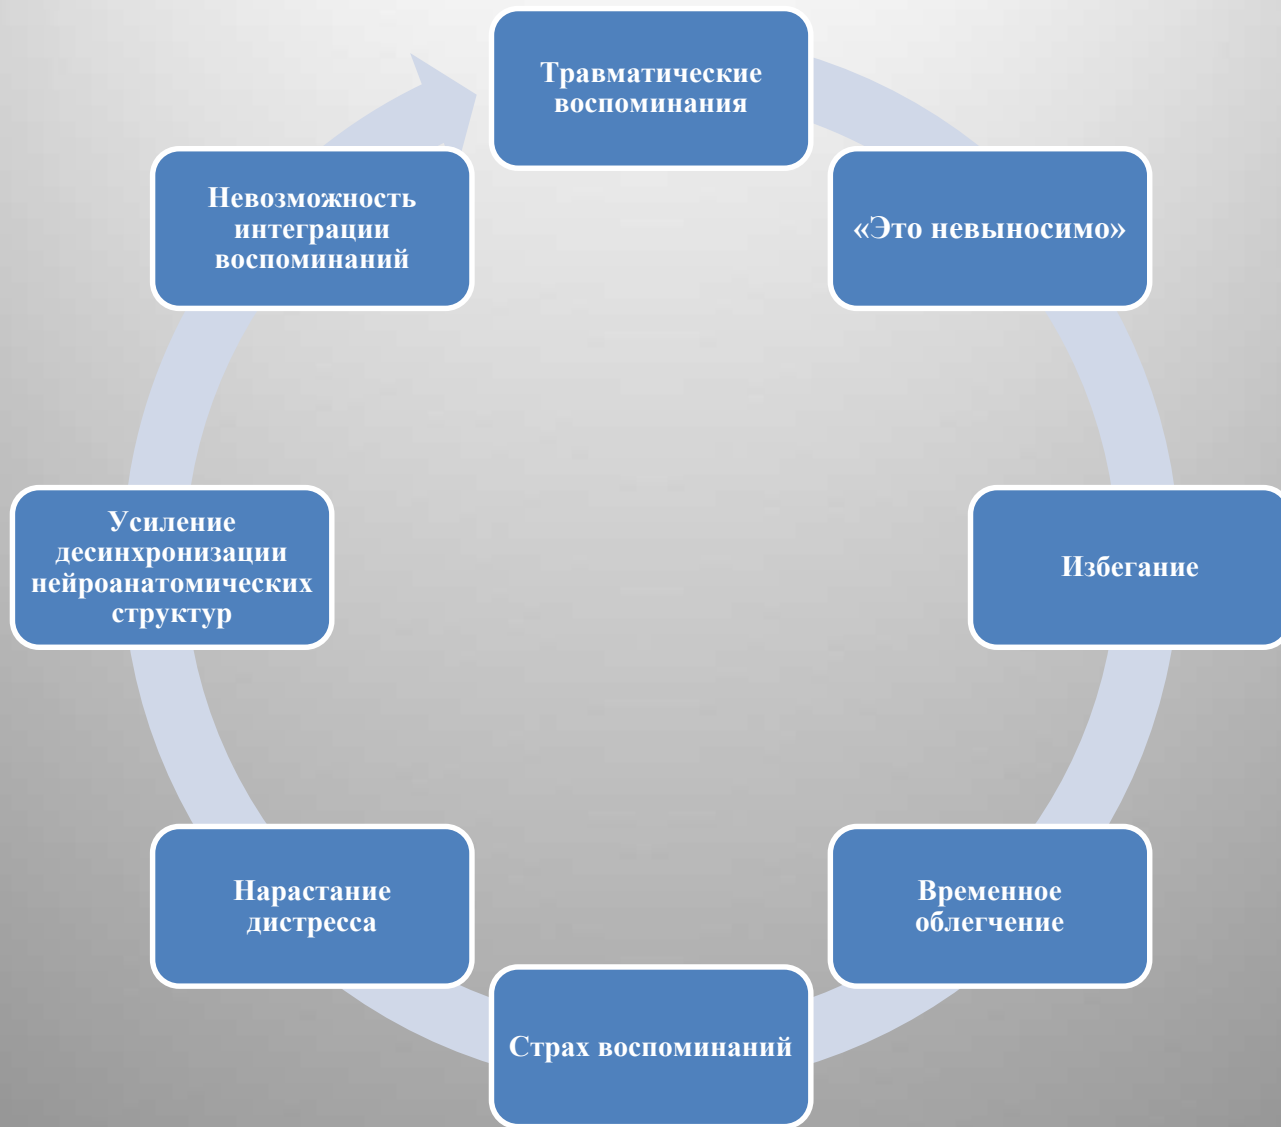 Травматические
воспоминания
«Это невыносимо»
Избегание
Временное
облегчение
Страх воспоминаний
Нарастание
дистресса
Усиление
десинхронизации
нейроанатомических
структур
Невозможность
интеграции
воспоминаний